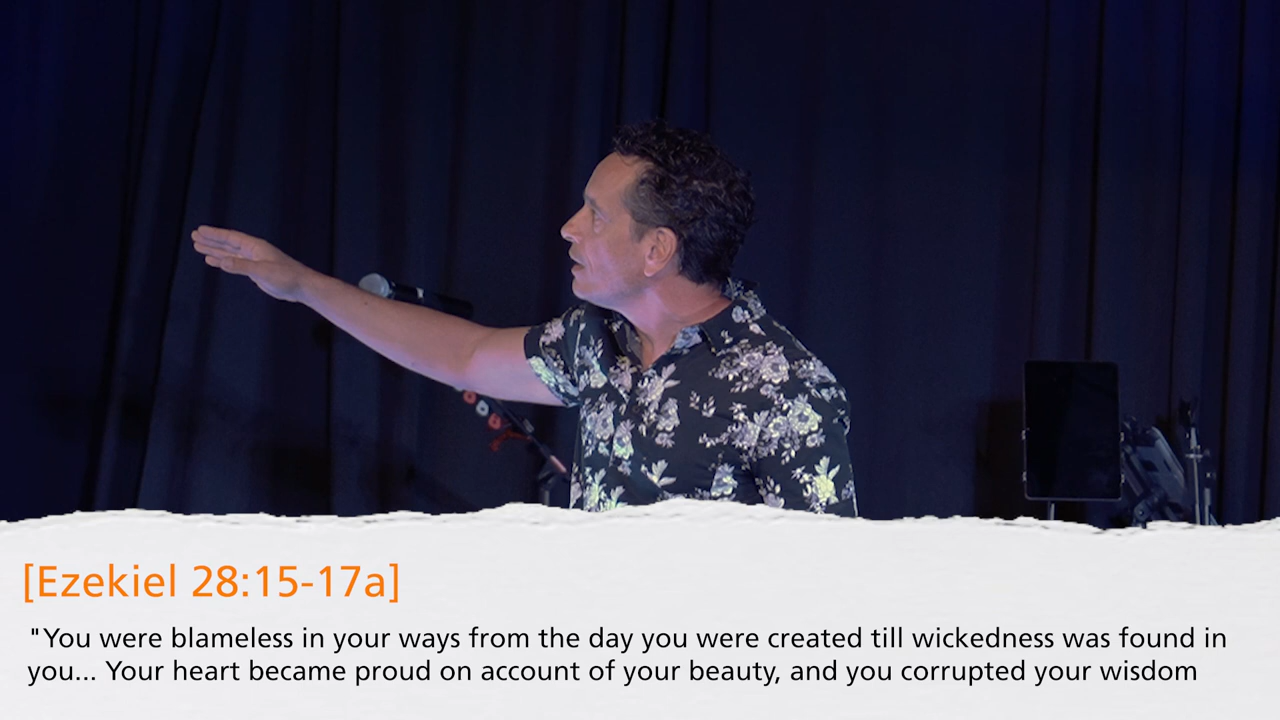 [Ezekiel 28:15-17a]
"You were blameless in your ways from the day you were created till wickedness was found in
you... Your heart became proud on account of your beauty, and you corrupted your wisdom